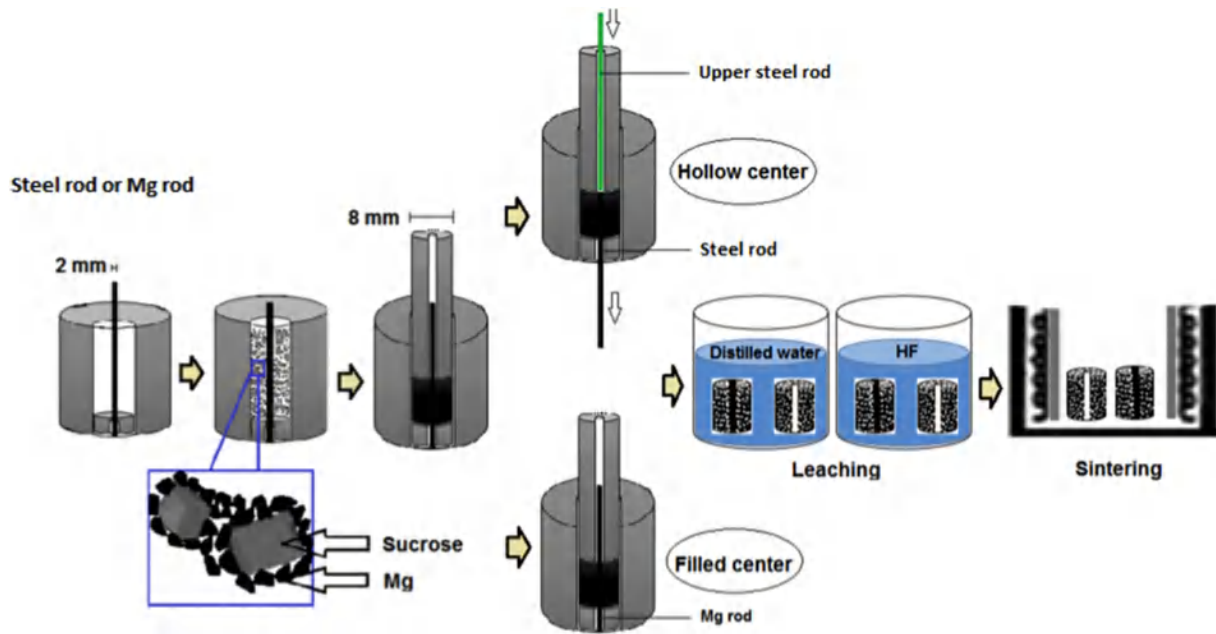 Upper steel rod
Hollow center
Steel rod or Mg rod
8 mm
Steel rod
2 mm
Distilled water
HF
Leaching
Sintering
Sucrose
Mg
Filled center
Mg rod